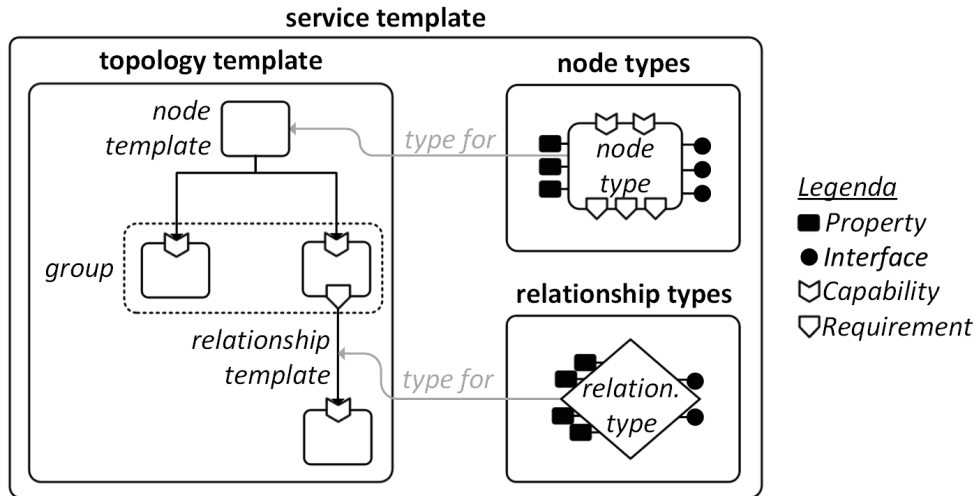 service template
topology template
node types
node
template
type for
node
type
group
relationship types
relationship
template
type for
relation.
type
Legenda
Property
Interface
Capability
Requirement